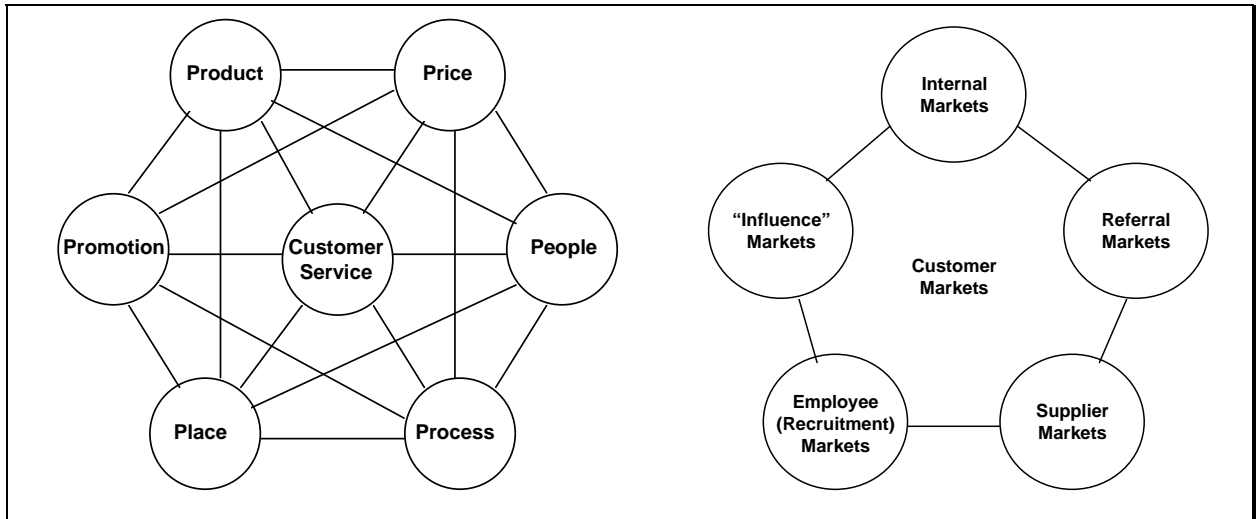 Product
Price
Promotion
Customer
Service
People
Place
Process
Internal
Markets
“Influence”
Markets
Referral
Markets
Customer
Markets
Employee
(Recruitment)
Markets
Supplier
Markets